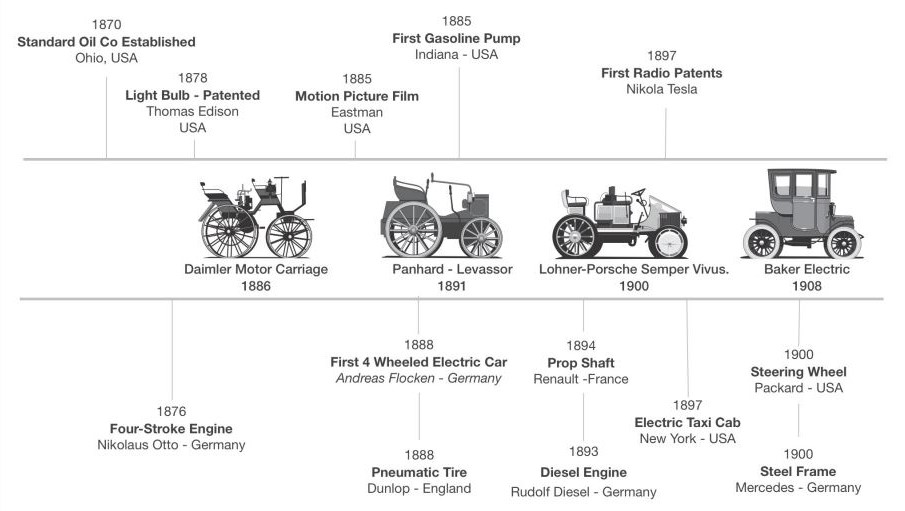 1870
Standard Oil Co Established
Ohio, USA
1878
Light Bulb - Patented
Thomas Edison
USA
1885
Motion Picture Film
Eastman
USA
1885
First Gasoline Pump
Indiana - USA
1897
First Radio Patents
Nikola Tesla
Daimler Motor Carriage
1886
Panhard - Levassor
1891
Lohner-Porsche Semper Vivus.
1900
Baker Electric
1908
1876
Four-Stroke Engine
Nikolaus Otto - Germany
1888
First 4 Wheeled Electric Car
Andreas Flocken - Germany
1888
Pneumatic Tire
Dunlop - England
1894
Prop Shaft
Renault -France
1893
Diesel Engine
Rudolf Diesel - Germany
1897
Electric Taxi Cab
New York - USA
1900
Steering Wheel
Packard - USA
1900
Steel Frame
Mercedes - Germany